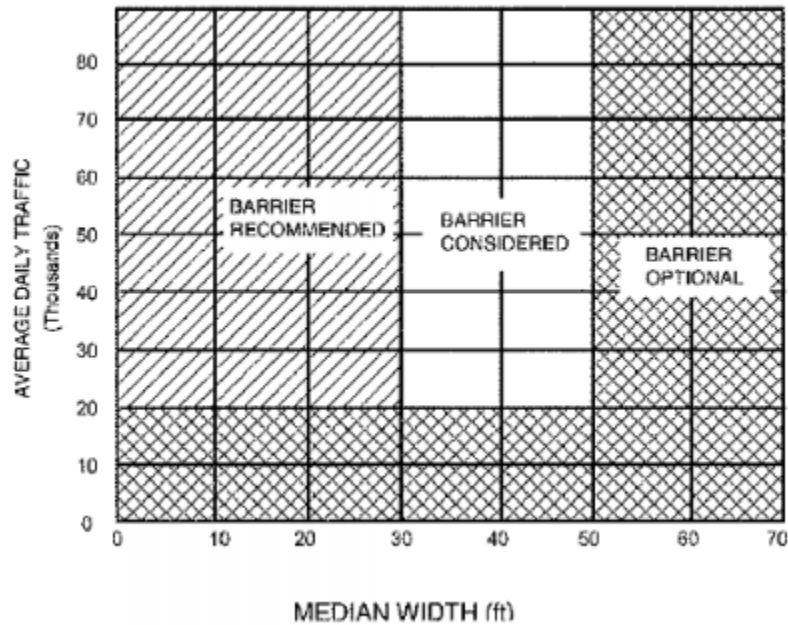 80
70
60
50
40
30
20
10
0
AVERAGE DAILY TRAFFIC
(Thousands)
BARRIER
RECOMMENDED
BARRIER
CONSIDERED
BARRIER
OPTIONAL
0 10 20 30 40 50 60 70
MEDIAN WIDTH (ft)